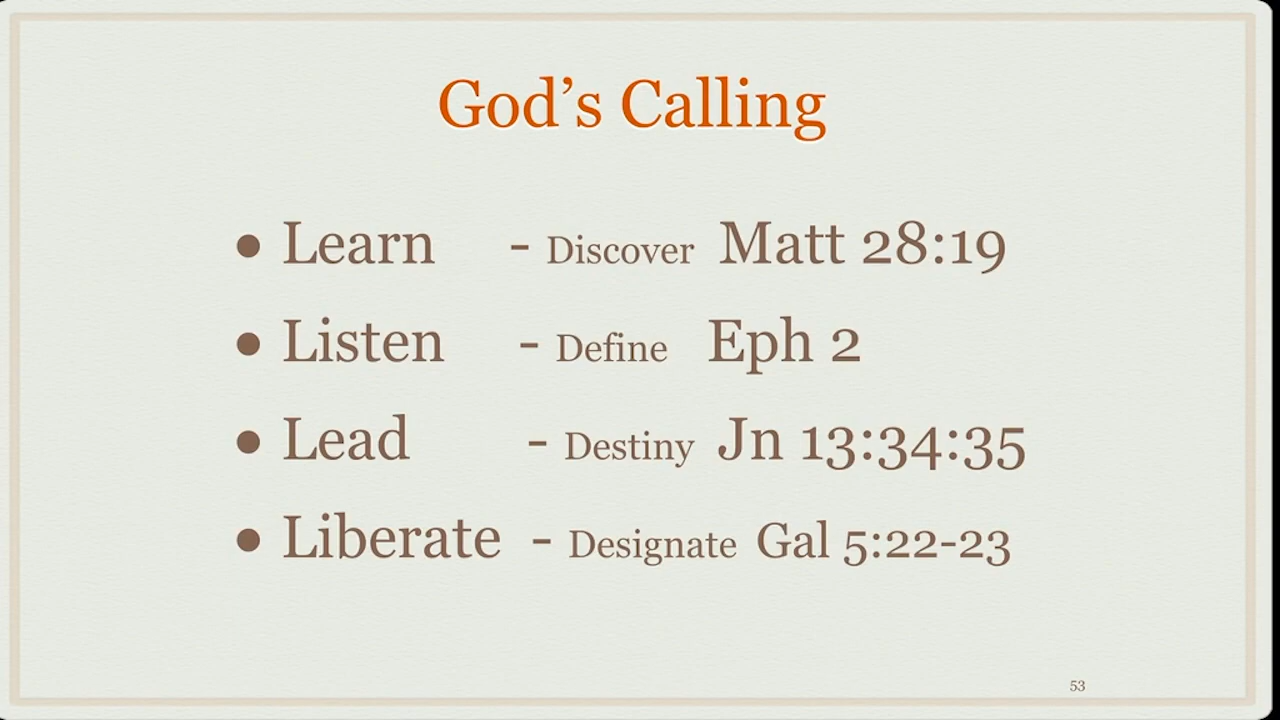 God’s Calling
• Learn - Discover Matt 28:19
• Listen - Define Eph 2
• Lead - Destiny Jn 13:34:35
• Liberate - Designate Gal 5:22-23
53